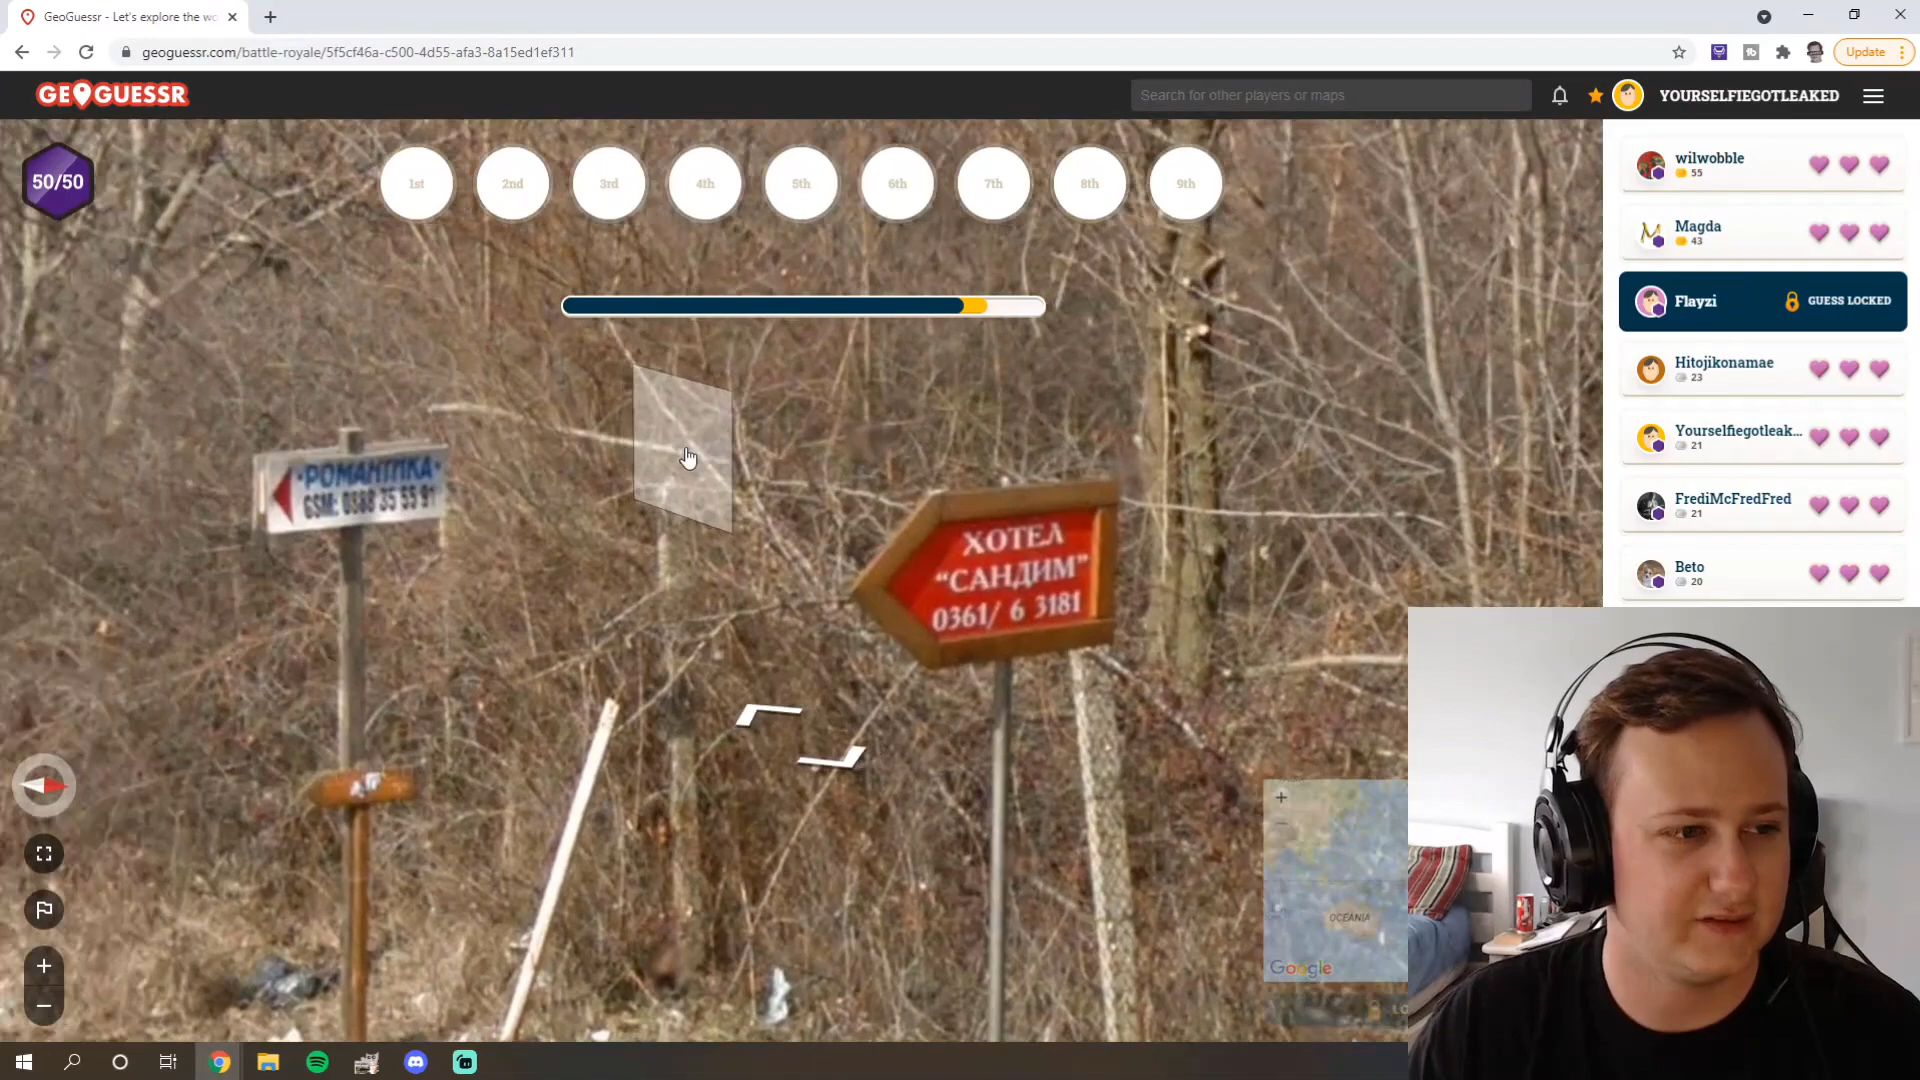 GeoGuessr - Let's explore the wo
geoguessr.com/battle-royale/5f5cf46a-c500-4d55-afa3-8a15ed1ef311
Update
GEOGUESSR
Search for other players or maps
YOURSELFIEGOTLEAKED
50/50
1st
2nd
3rd
4th
5th
6th
7th
8th
9th
wilwobble
55
Magda
43
Flayzi
GUESS LOCKED
Hitojikonamae
23
Yourselfiegotleak...
21
FrediMcFredFred
21
Beto
20
"РОМАНТИКА"
GSM: 0888 35 55 91
ХОТЕЛ
"САНДИМ"
0361/ 6 3181
OCEANIA
Google